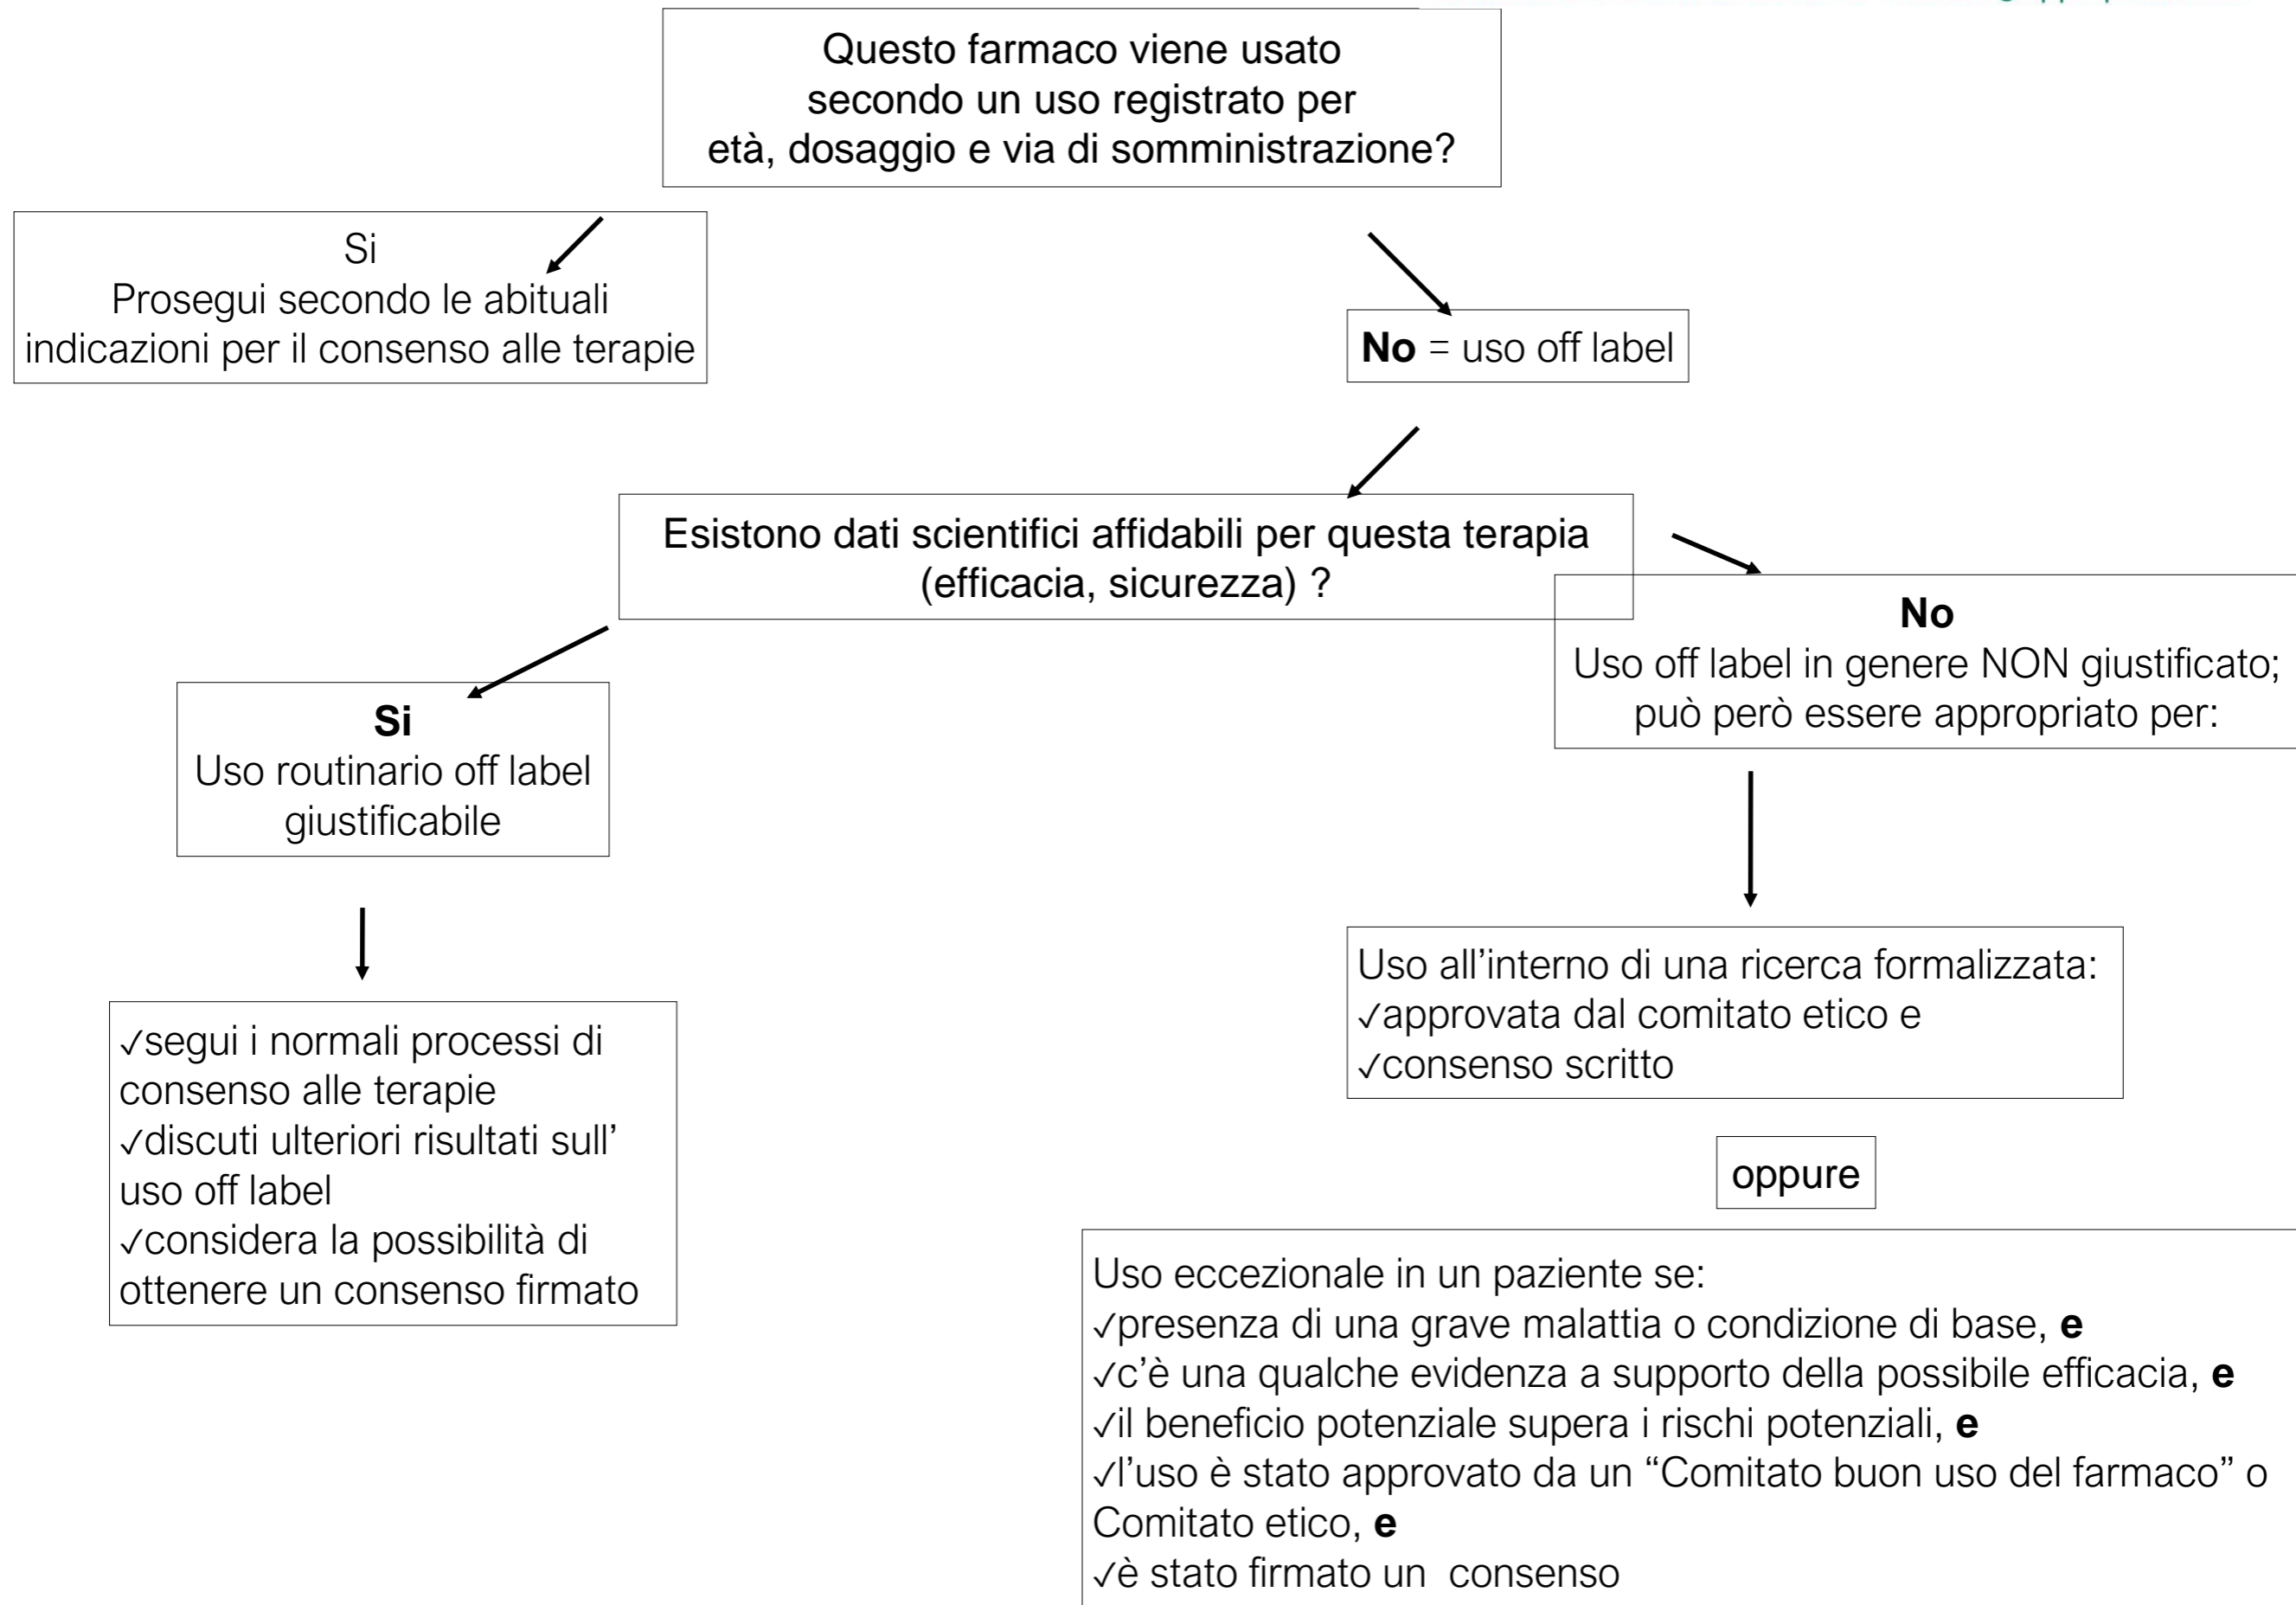 Questo farmaco viene usato
secondo un uso registrato per
età, dosaggio e via di somministrazione?
Si
Prosegui secondo le abituali
indicazioni per il consenso alle terapie
No = uso off label
Esistono dati scientifici affidabili per questa terapia
(efficacia, sicurezza) ?
No
Uso off label in genere NON giustificato;
può però essere appropriato per:
Si
Uso routinario off label
giustificabile
Uso all'interno di una ricerca formalizzata:
✓approvata dal comitato etico e
✓consenso scritto
✓segui i normali processi di
consenso alle terapie
✓discuti ulteriori risultati sull'
uso off label
✓considera la possibilità di
ottenere un consenso firmato
oppure
Uso eccezionale in un paziente se:
✓presenza di una grave malattia o condizione di base, e
✓c'è una qualche evidenza a supporto della possibile efficacia, e
✓il beneficio potenziale supera i rischi potenziali, e
✓l'uso è stato approvato da un “Comitato buon uso del farmaco” o
Comitato etico, e
✓è stato firmato un consenso